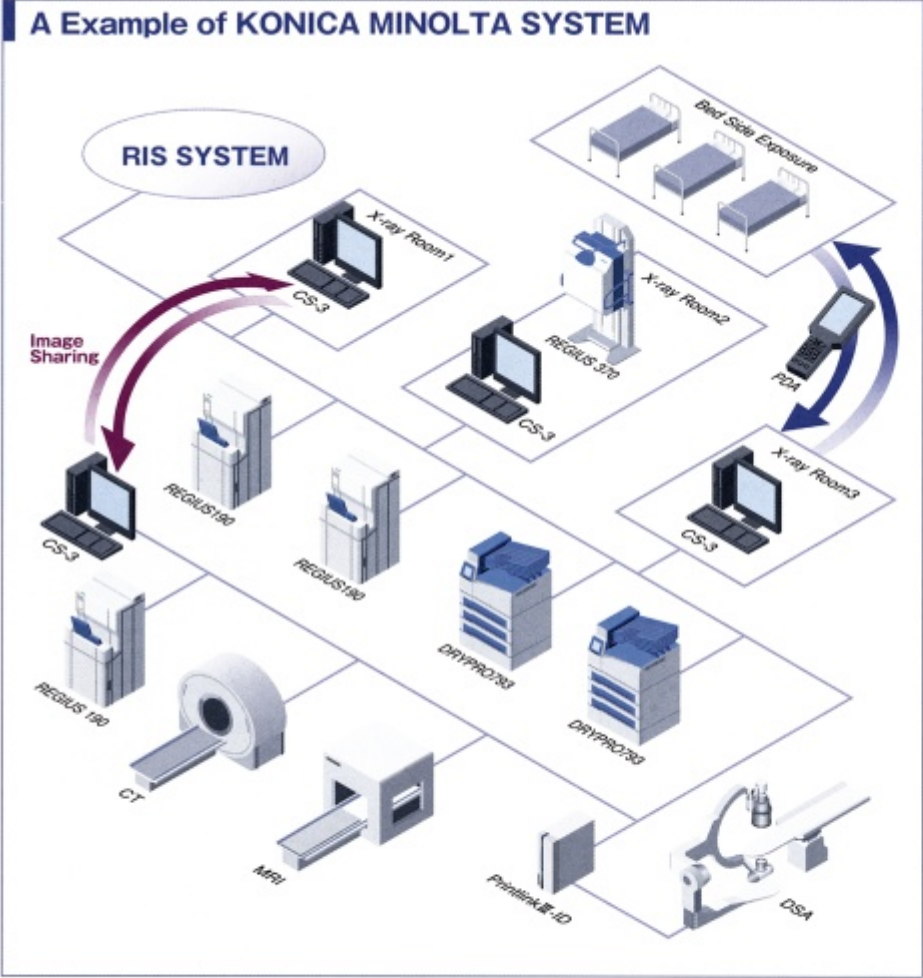 A Example of KONICA MINOLTA SYSTEM
RIS SYSTEM
Bed Side Exposure
X-ray Room1
CS-3
X-ray Room2
REGIUS 370
CS-3
Image
Sharing
PDA
X-ray Room3
CS-3
REGIUS190
REGIUS190
CS-3
DRYPRO793
DRYPRO793
REGIUS 190
CT
MRI
PrintlinkⅢ-ID
DSA